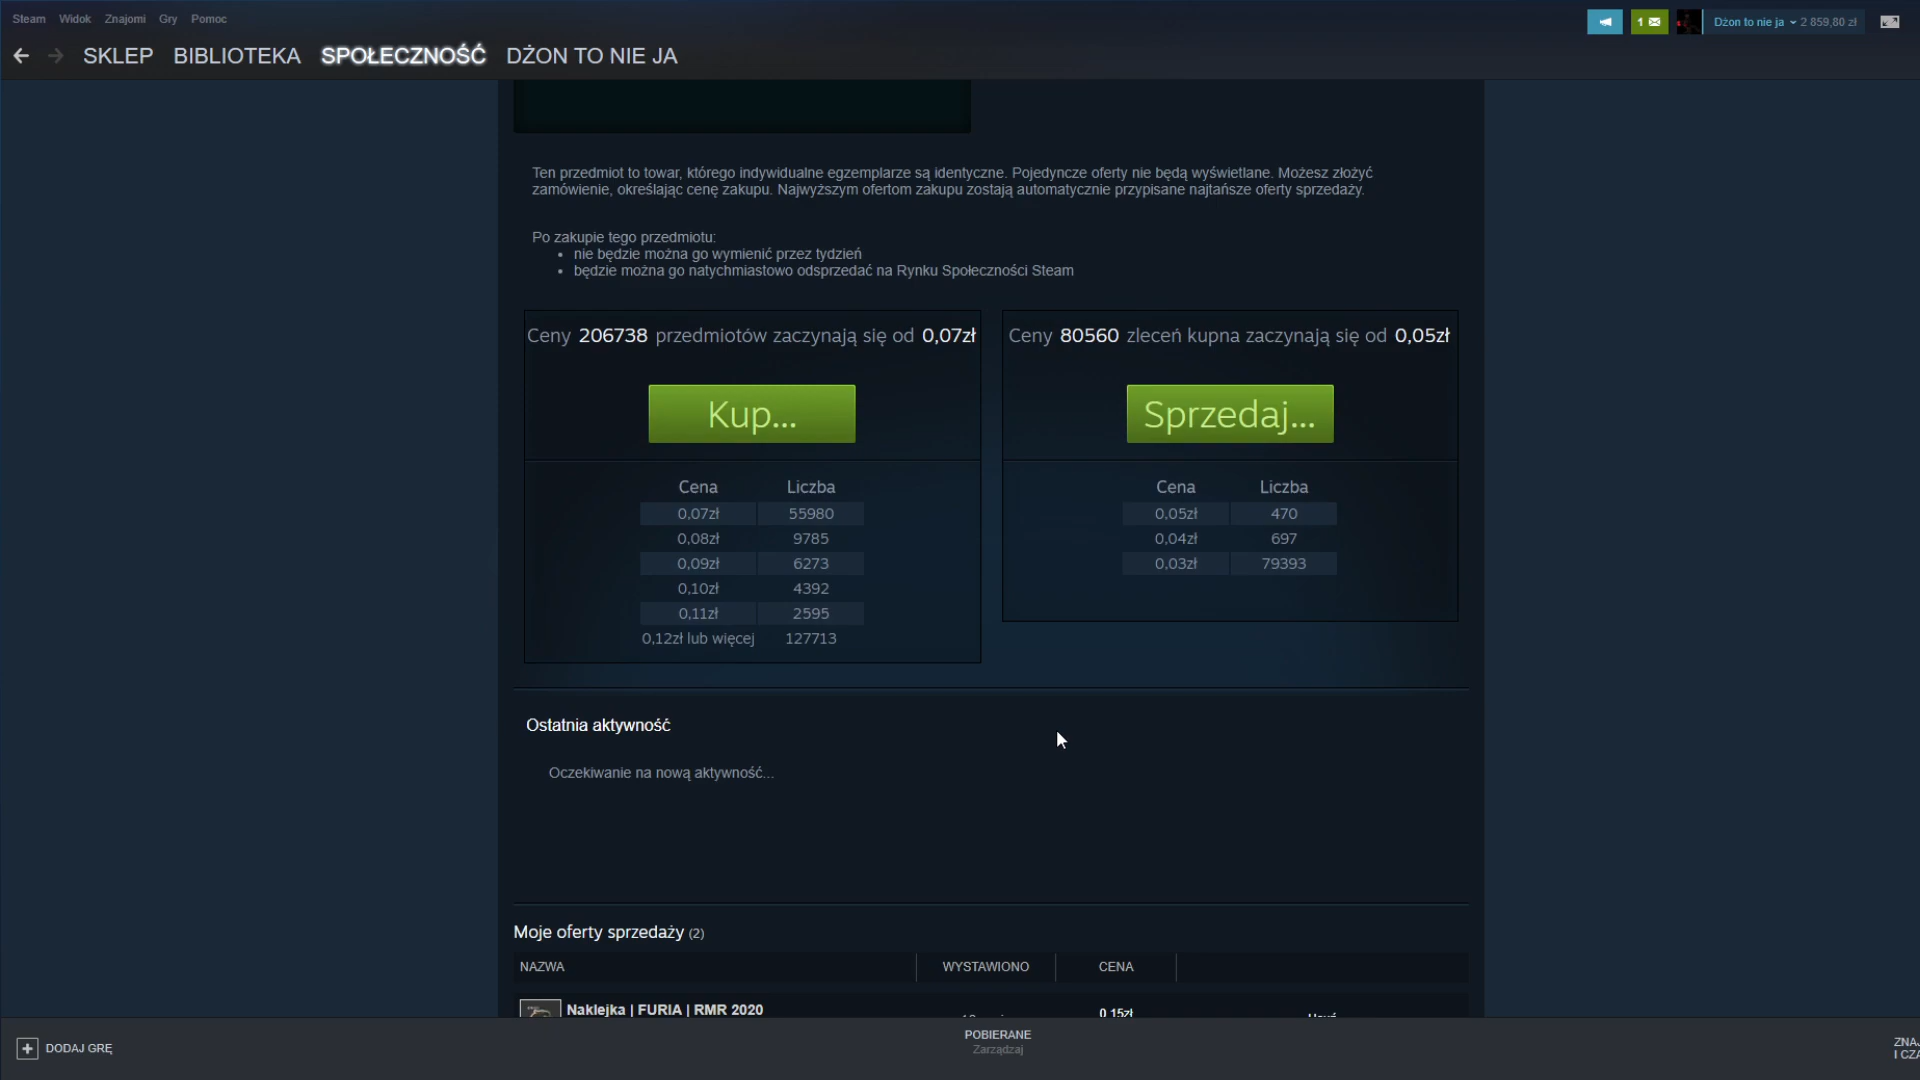 Steam Widok Znajomi Gry Pomoc
1 Dżon to nie ja 2 859,80 zł
SKLEP BIBLIOTEKA SPOŁECZNOŚĆ DŻON TO NIE JA
Ten przedmiot to towar, którego indywidualne egzemplarze są identyczne. Pojedyncze oferty nie będą wyświetlane. Możesz złożyć
zamówienie, określając cenę zakupu. Najwyższym ofertom zakupu zostają automatycznie przypisane najtańsze oferty sprzedaży.
Po zakupie tego przedmiotu:
• nie będzie można go wymienić przez tydzień
• będzie można go natychmiastowo odsprzedać na Rynku Społeczności Steam
Ceny 206738 przedmiotów zaczynają się od 0,07zł
Kup...
Cena Liczba
0,07zł 55980
0,08zł 9785
0,09zł 6273
0,10zł 4392
0,11zł 2595
0,12zł lub więcej 127713
Ceny 80560 zleceń kupna zaczynają się od 0,05zł
Sprzedaj...
Cena Liczba
0,05zł 470
0,04zł 697
0,03zł 79393
Ostatnia aktywność
Oczekiwanie na nową aktywność...
Moje oferty sprzedaży (2)
NAZWA WYSTAWIONO CENA
Naklejka | FURIA | RMR 2020 0,15zł
DODAJ GRĘ
POBIERANE
Zarządzaj